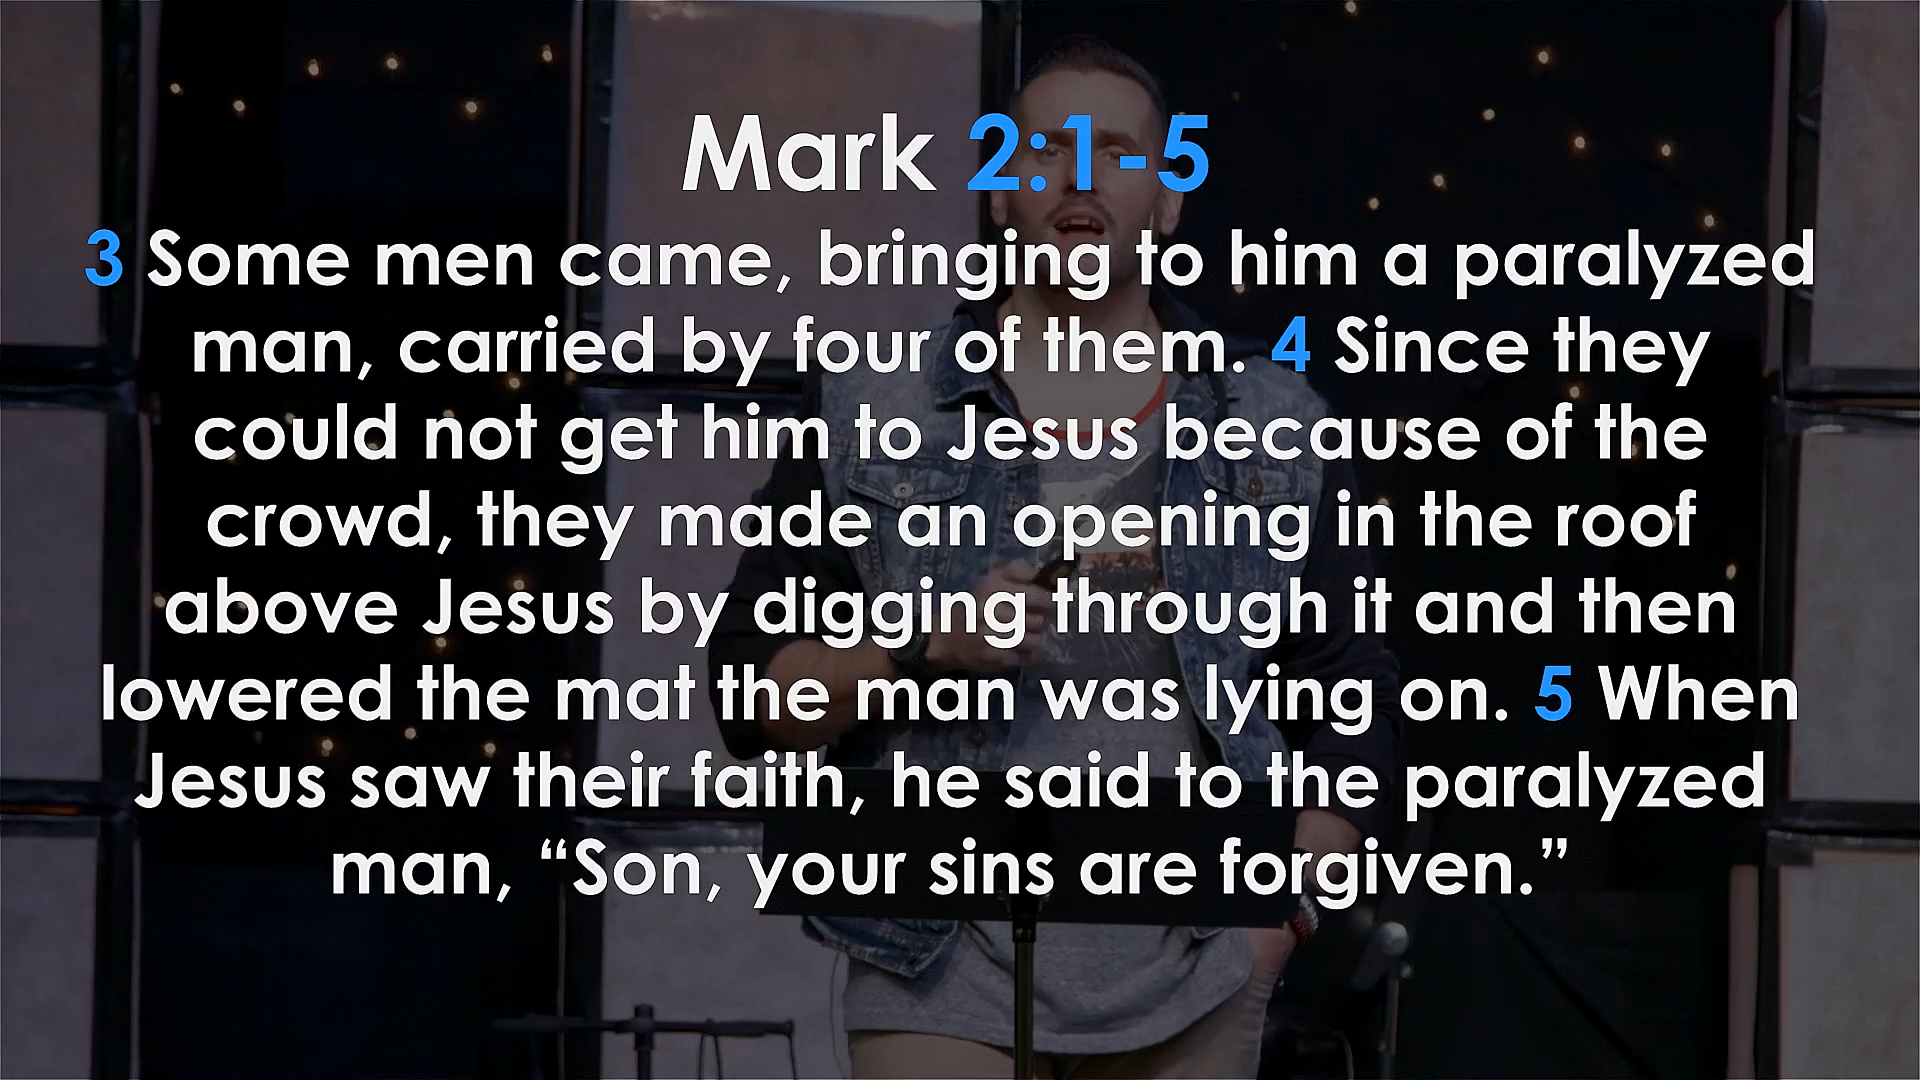 Mark 2:1-5
3 Some men came, bringing to him a paralyzed
man, carried by four of them. 4 Since they
could not get him to Jesus because of the
crowd, they made an opening in the roof
above Jesus by digging through it and then
lowered the mat the man was lying on. 5 When
Jesus saw their faith, he said to the paralyzed
man, “Son, your sins are forgiven.”